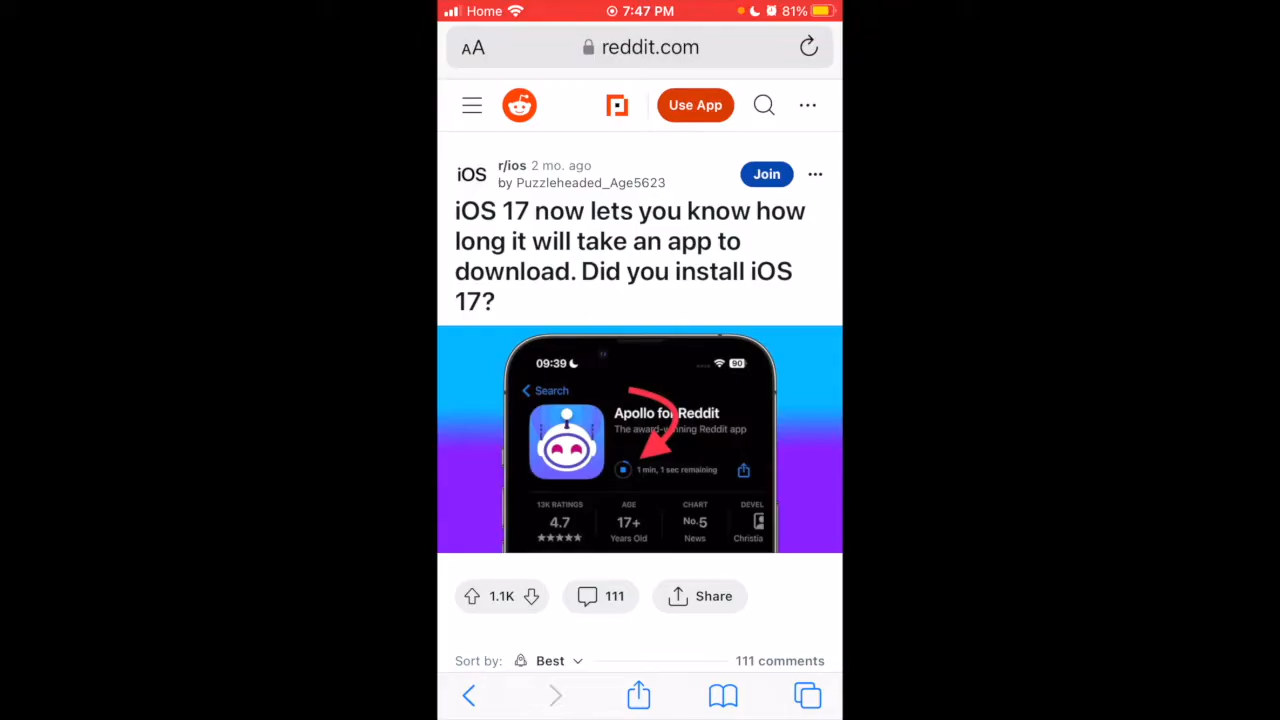 Home 7:47 PM 81%
AA reddit.com
Use App
iOS r/ios 2 mo. ago
by Puzzleheaded_Age5623
Join
iOS 17 now lets you know how
long it will take an app to
download. Did you install iOS
17?
09:39 90
Search
Apollo for Reddit
The award-winning Reddit app
1 min, 1 sec remaining
13K RATINGS AGE CHART DEVEL
4.7 17+ No.5
Years Old News Christia
1.1K 111 Share
Sort by: Best 111 comments